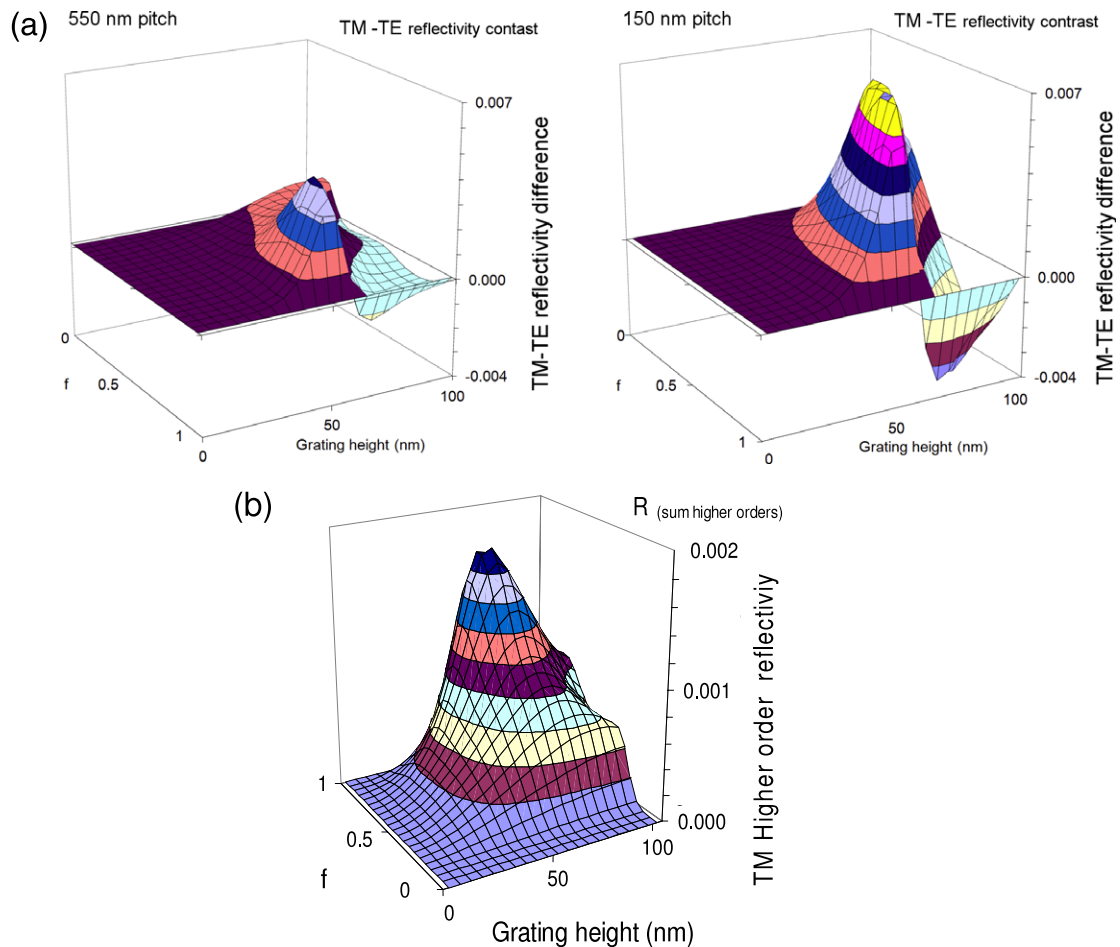 (a)
550 nm pitch
TM -TE reflectivity contast
0.007
0.000
-0.004
TM-TE reflectivity difference
0
f
0.5
1
0
50
100
Grating height (nm)
150 nm pitch
TM -TE reflectivity contrast
0.007
0.000
-0.004
TM-TE reflectivity difference
0
f
0.5
1
0
50
100
Grating height (nm)
(b)
R (sum higher orders)
0.002
0.001
0.000
TM Higher order reflectiviy
1
0.5
f
0
0
50
100
Grating height (nm)